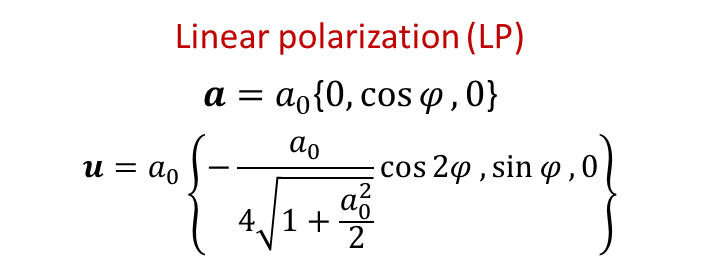 Linear polarization (LP)
𝒂 = a₀{0, cos φ , 0}
𝒖 = a₀ { − a₀ / (4√(1 + a₀²/2)) cos 2φ , sin φ , 0 }